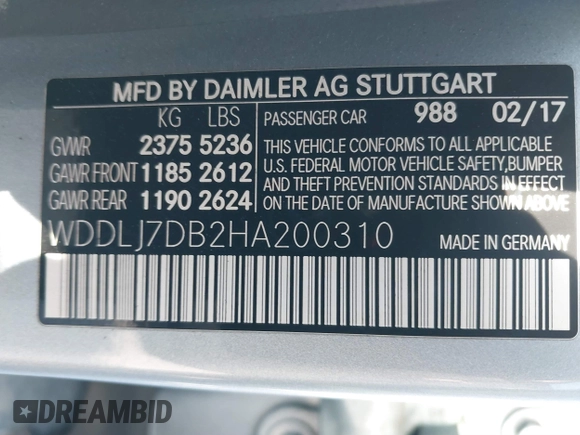 MFD BY DAIMLER AG STUTTGART
KG LBS PASSENGER CAR 988 02/17
GVWR 2375 5236 THIS VEHICLE CONFORMS TO ALL APPLICABLE
GAWR FRONT 1185 2612 U.S. FEDERAL MOTOR VEHICLE SAFETY,BUMPER
AND THEFT PREVENTION STANDARDS IN EFFECT
GAWR REAR 1190 2624 ON THE DATE OF MANUFACTURE SHOWN ABOVE
WDDLJ7DB2HA200310 MADE IN GERMANY
DREAMBID